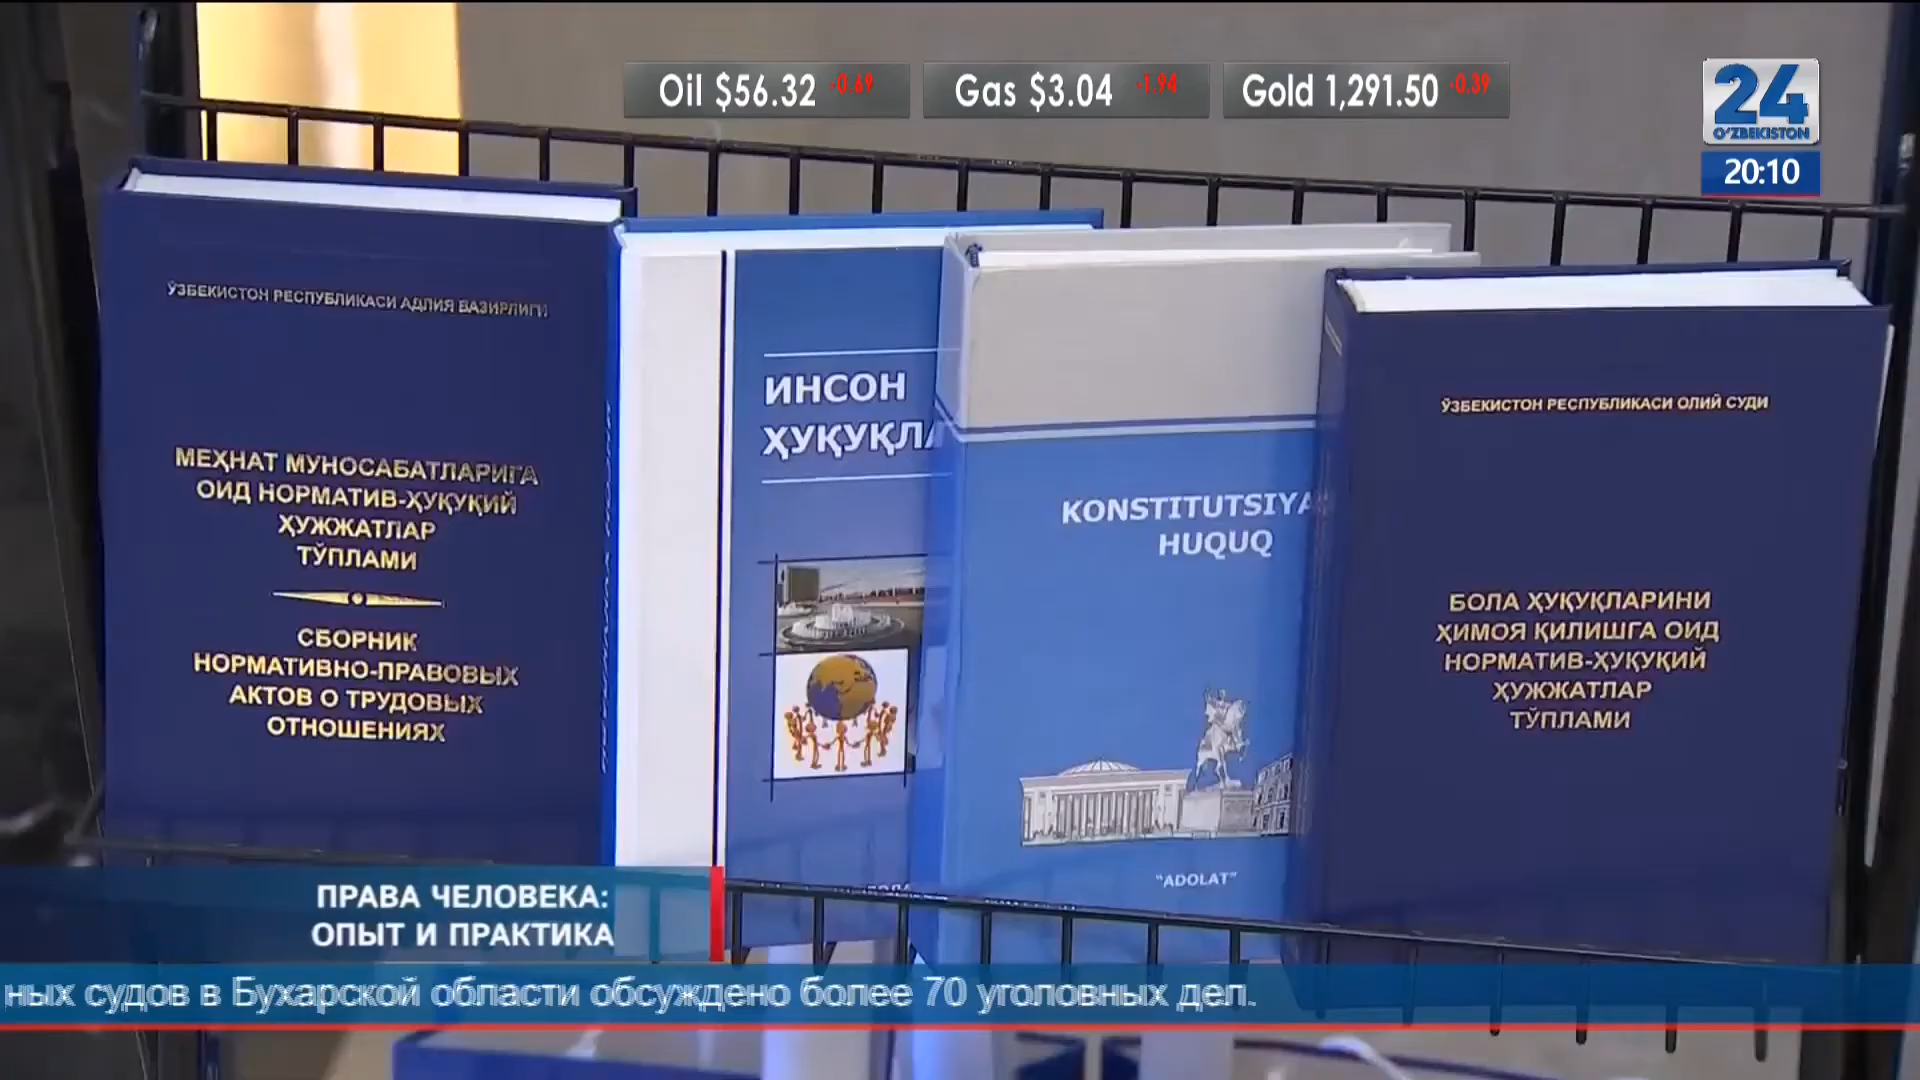 Oil $56.32 -0.69
Gas $3.04 -1.94
Gold 1,291.50 -0.39
24
O‘ZBEKISTON
20:10
ЎЗБЕКИСТОН РЕСПУБЛИКАСИ АДЛИЯ ВАЗИРЛИГИ
МЕҲНАТ МУНОСАБАТЛАРИГА
ОИД НОРМАТИВ-ҲУҚУҚИЙ
ҲУЖЖАТЛАР
ТЎПЛАМИ
СБОРНИК
НОРМАТИВНО-ПРАВОВЫХ
АКТОВ О ТРУДОВЫХ
ОТНОШЕНИЯХ
ИНСОН
ҲУҚУҚЛА
KONSTITUTSIYA
HUQUQ
“ADOLAT”
ЎЗБЕКИСТОН РЕСПУБЛИКАСИ ОЛИЙ СУДИ
БОЛА ҲУҚУҚЛАРИНИ
ҲИМОЯ ҚИЛИШГА ОИД
НОРМАТИВ-ҲУҚУҚИЙ
ҲУЖЖАТЛАР
ТЎПЛАМИ
ПРАВА ЧЕЛОВЕКА:
ОПЫТ И ПРАКТИКА
ных судов в Бухарской области обсуждено более 70 уголовных дел.